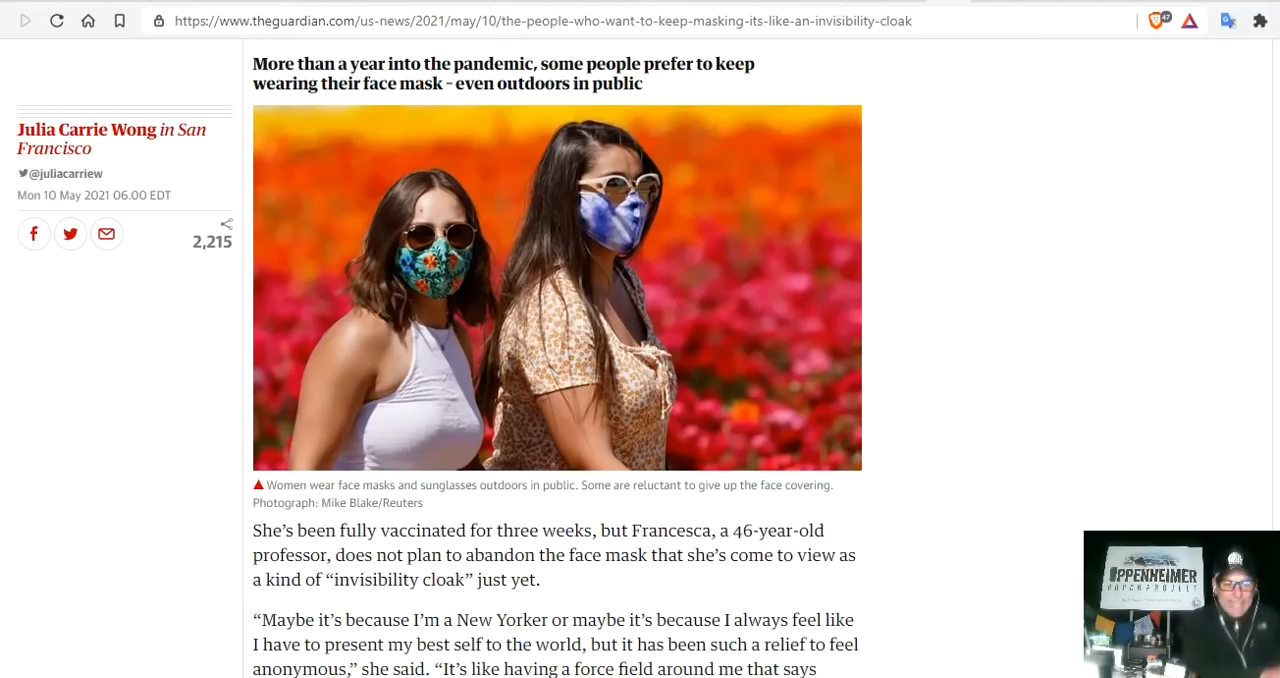 https://www.theguardian.com/us-news/2021/may/10/the-people-who-want-to-keep-masking-its-like-an-invisibility-cloak
47
More than a year into the pandemic, some people prefer to keep
wearing their face mask – even outdoors in public
Julia Carrie Wong in San
Francisco
@juliacarriew
Mon 10 May 2021 06.00 EDT
2,215
Women wear face masks and sunglasses outdoors in public. Some are reluctant to give up the face covering.
Photograph: Mike Blake/Reuters
She’s been fully vaccinated for three weeks, but Francesca, a 46-year-old
professor, does not plan to abandon the face mask that she’s come to view as
a kind of “invisibility cloak” just yet.
“Maybe it’s because I’m a New Yorker or maybe it’s because I always feel like
I have to present my best self to the world, but it has been such a relief to feel
anonymous,” she said. “It’s like having a force field around me that says
OPPENHEIMER
RANCH PROJECT